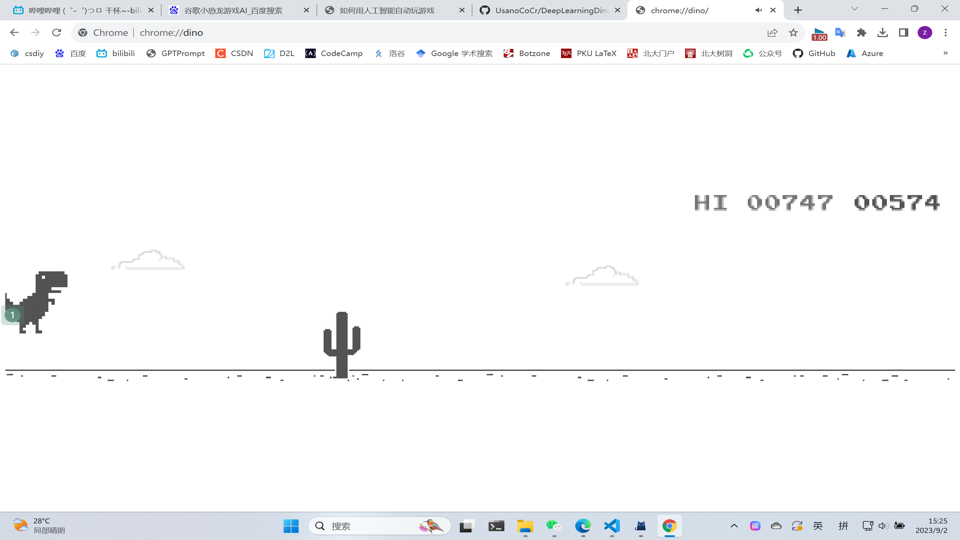 哔哩哔哩 (゜-゜)つロ 干杯~-bili
谷歌小恐龙游戏AI_百度搜索
如何用人工智能自动玩游戏
UsanoCoCr/DeepLearningDin
chrome://dino/
Chrome | chrome://dino
1.00
z
csdiy
百度
bilibili
GPTPrompt
CSDN
D2L
CodeCamp
洛谷
Google 学术搜索
Botzone
PKU LaTeX
北大门户
北大树洞
公众号
GitHub
Azure
»
HI 00747 00574
1
28°C
局部晴朗
搜索
英
拼
15:25
2023/9/2